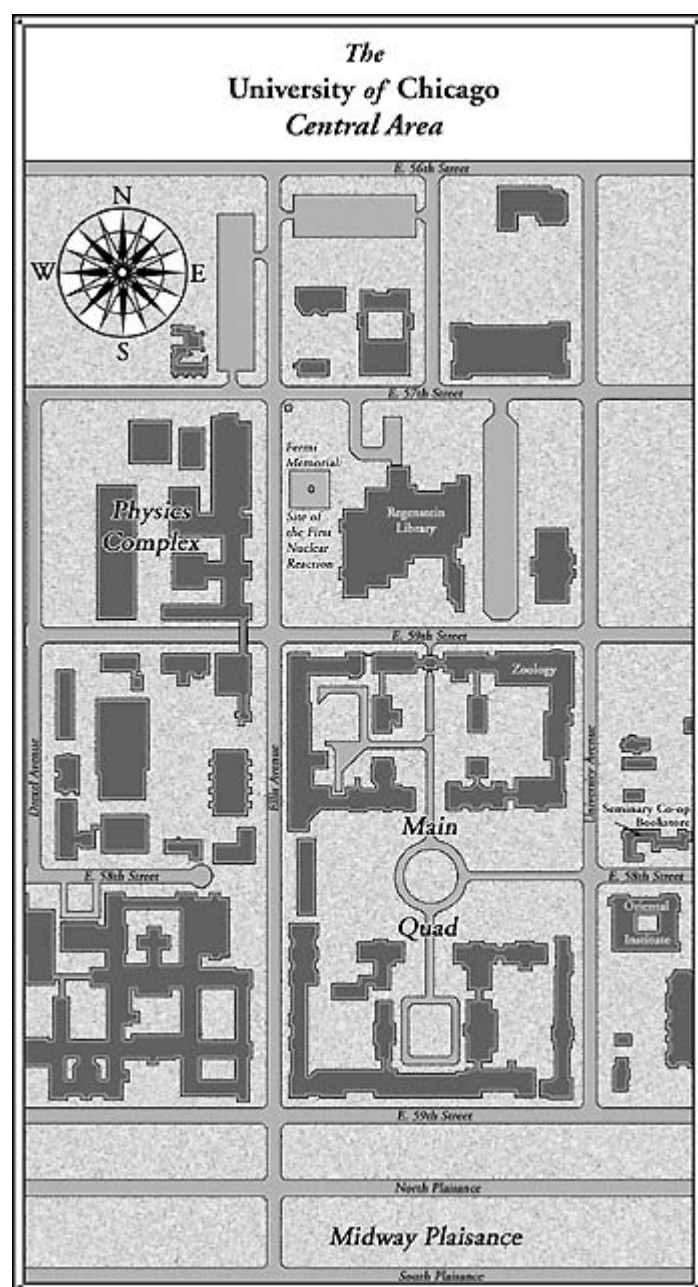 The
University of Chicago
Central Area
E. 56th Street
N
W
E
S
E. 57th Street
Fermi
Memorial:
Site of
the First
Nuclear
Reaction
Physics
Complex
Regenstein
Library
E. 59th Street
Zoology
Drexel Avenue
Ellis Avenue
University Avenue
Seminary Co-op
Bookstore
Main
Quad
E. 58th Street
E. 58th Street
Oriental
Institute
E. 59th Street
North Plaisance
Midway Plaisance
South Plaisance